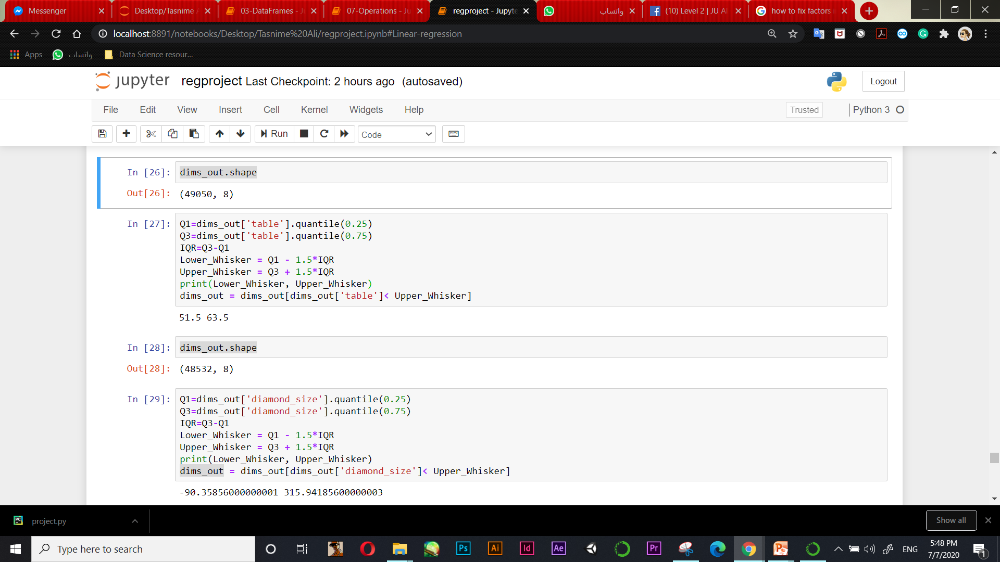 Messenger
Desktop/Tasnime A
03-DataFrames - Ju
07-Operations - Ju
regproject - Jupyte
واتساب
(10) Level 2 | JU AI
how to fix factors i
localhost:8891/notebooks/Desktop/Tasnime%20Ali/regproject.ipynb#Linear-regression
Apps
واتساب
Data Science resour...
jupyter regproject Last Checkpoint: 2 hours ago (autosaved)
Logout
File Edit View Insert Cell Kernel Widgets Help
Trusted
Python 3
Run
Code
In [26]: dims_out.shape
Out[26]: (49050, 8)
In [27]: Q1=dims_out['table'].quantile(0.25)
Q3=dims_out['table'].quantile(0.75)
IQR=Q3-Q1
Lower_Whisker = Q1 - 1.5*IQR
Upper_Whisker = Q3 + 1.5*IQR
print(Lower_Whisker, Upper_Whisker)
dims_out = dims_out[dims_out['table']< Upper_Whisker]
51.5 63.5
In [28]: dims_out.shape
Out[28]: (48532, 8)
In [29]: Q1=dims_out['diamond_size'].quantile(0.25)
Q3=dims_out['diamond_size'].quantile(0.75)
IQR=Q3-Q1
Lower_Whisker = Q1 - 1.5*IQR
Upper_Whisker = Q3 + 1.5*IQR
print(Lower_Whisker, Upper_Whisker)
dims_out = dims_out[dims_out['diamond_size']< Upper_Whisker]
-90.35856000000001 315.94185600000003
PC
project.py
Show all
Type here to search
Ps
Ai
Id
Ae
Pr
ENG
5:48 PM
7/7/2020
1